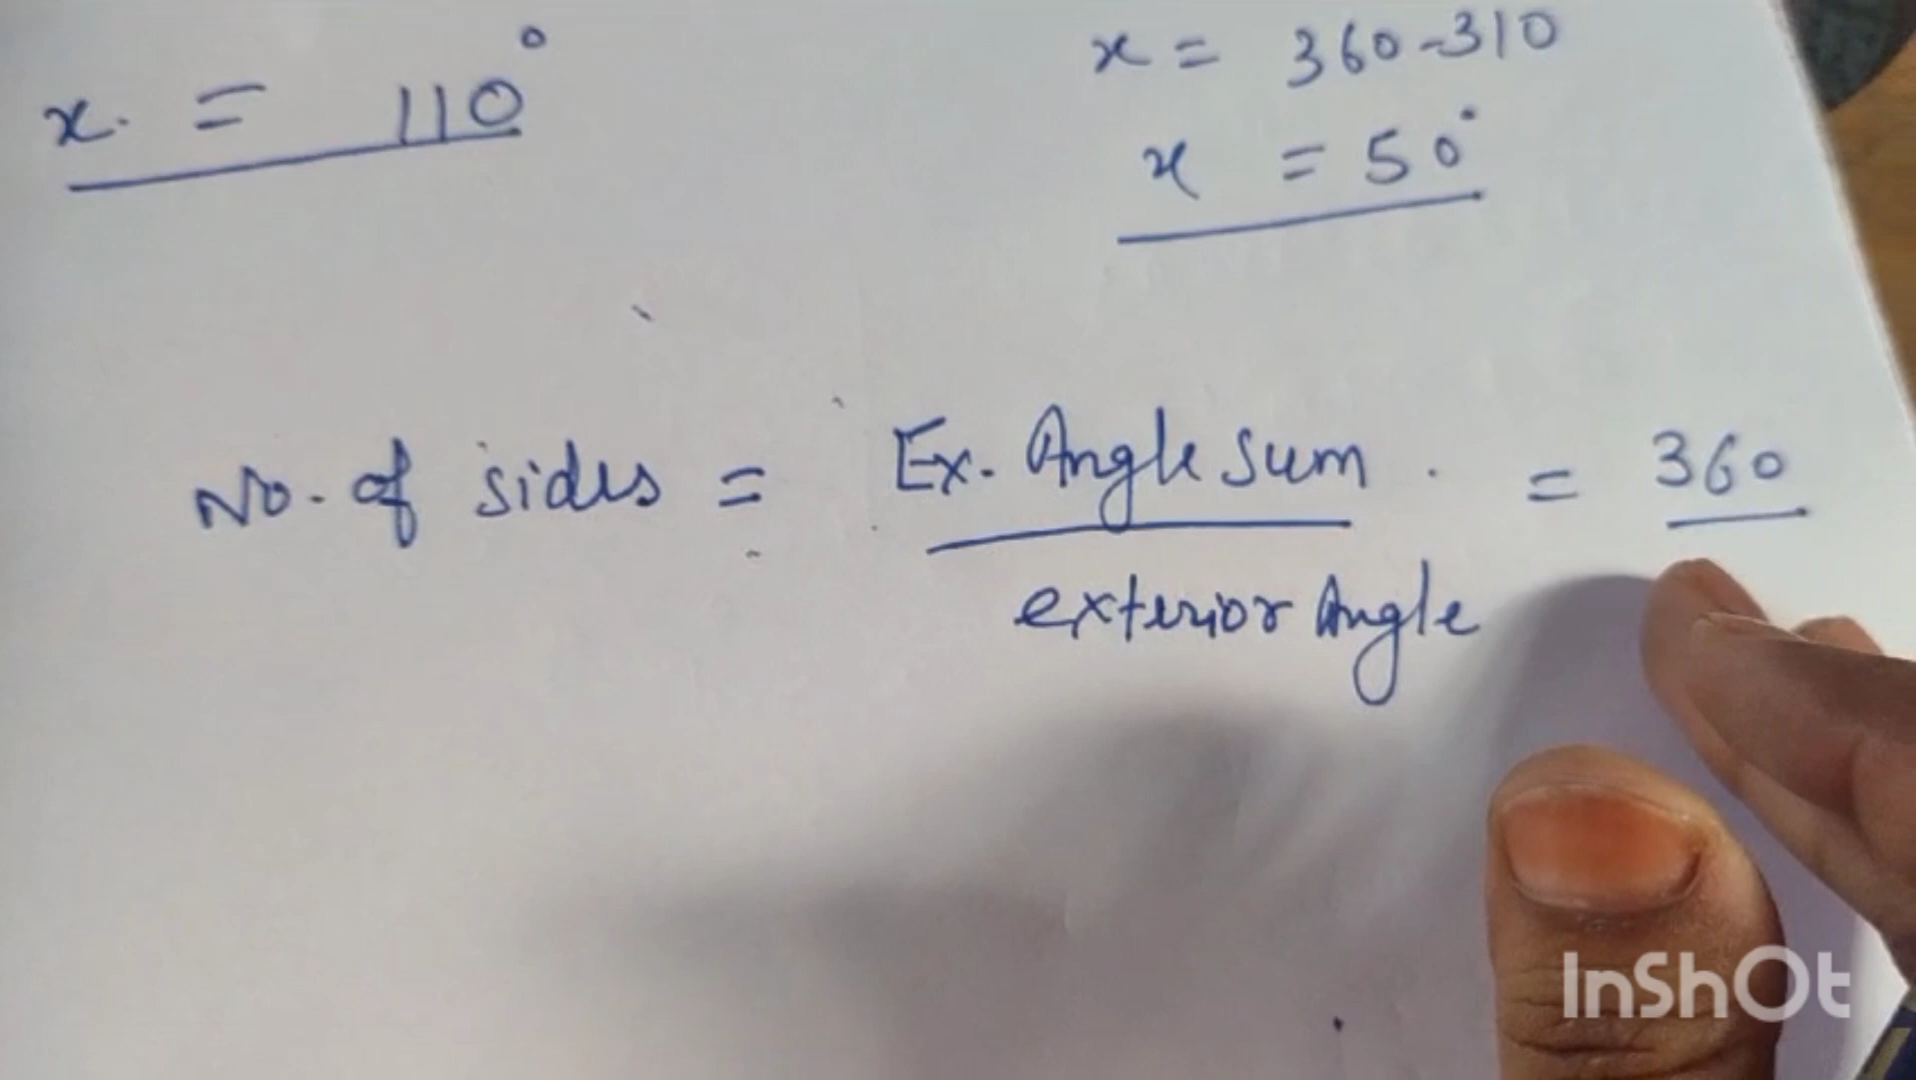 x. = 110°
x = 360-310
x = 50°
No. of sides = Ex. Angle sum = 360
exterior Angle
InShOt